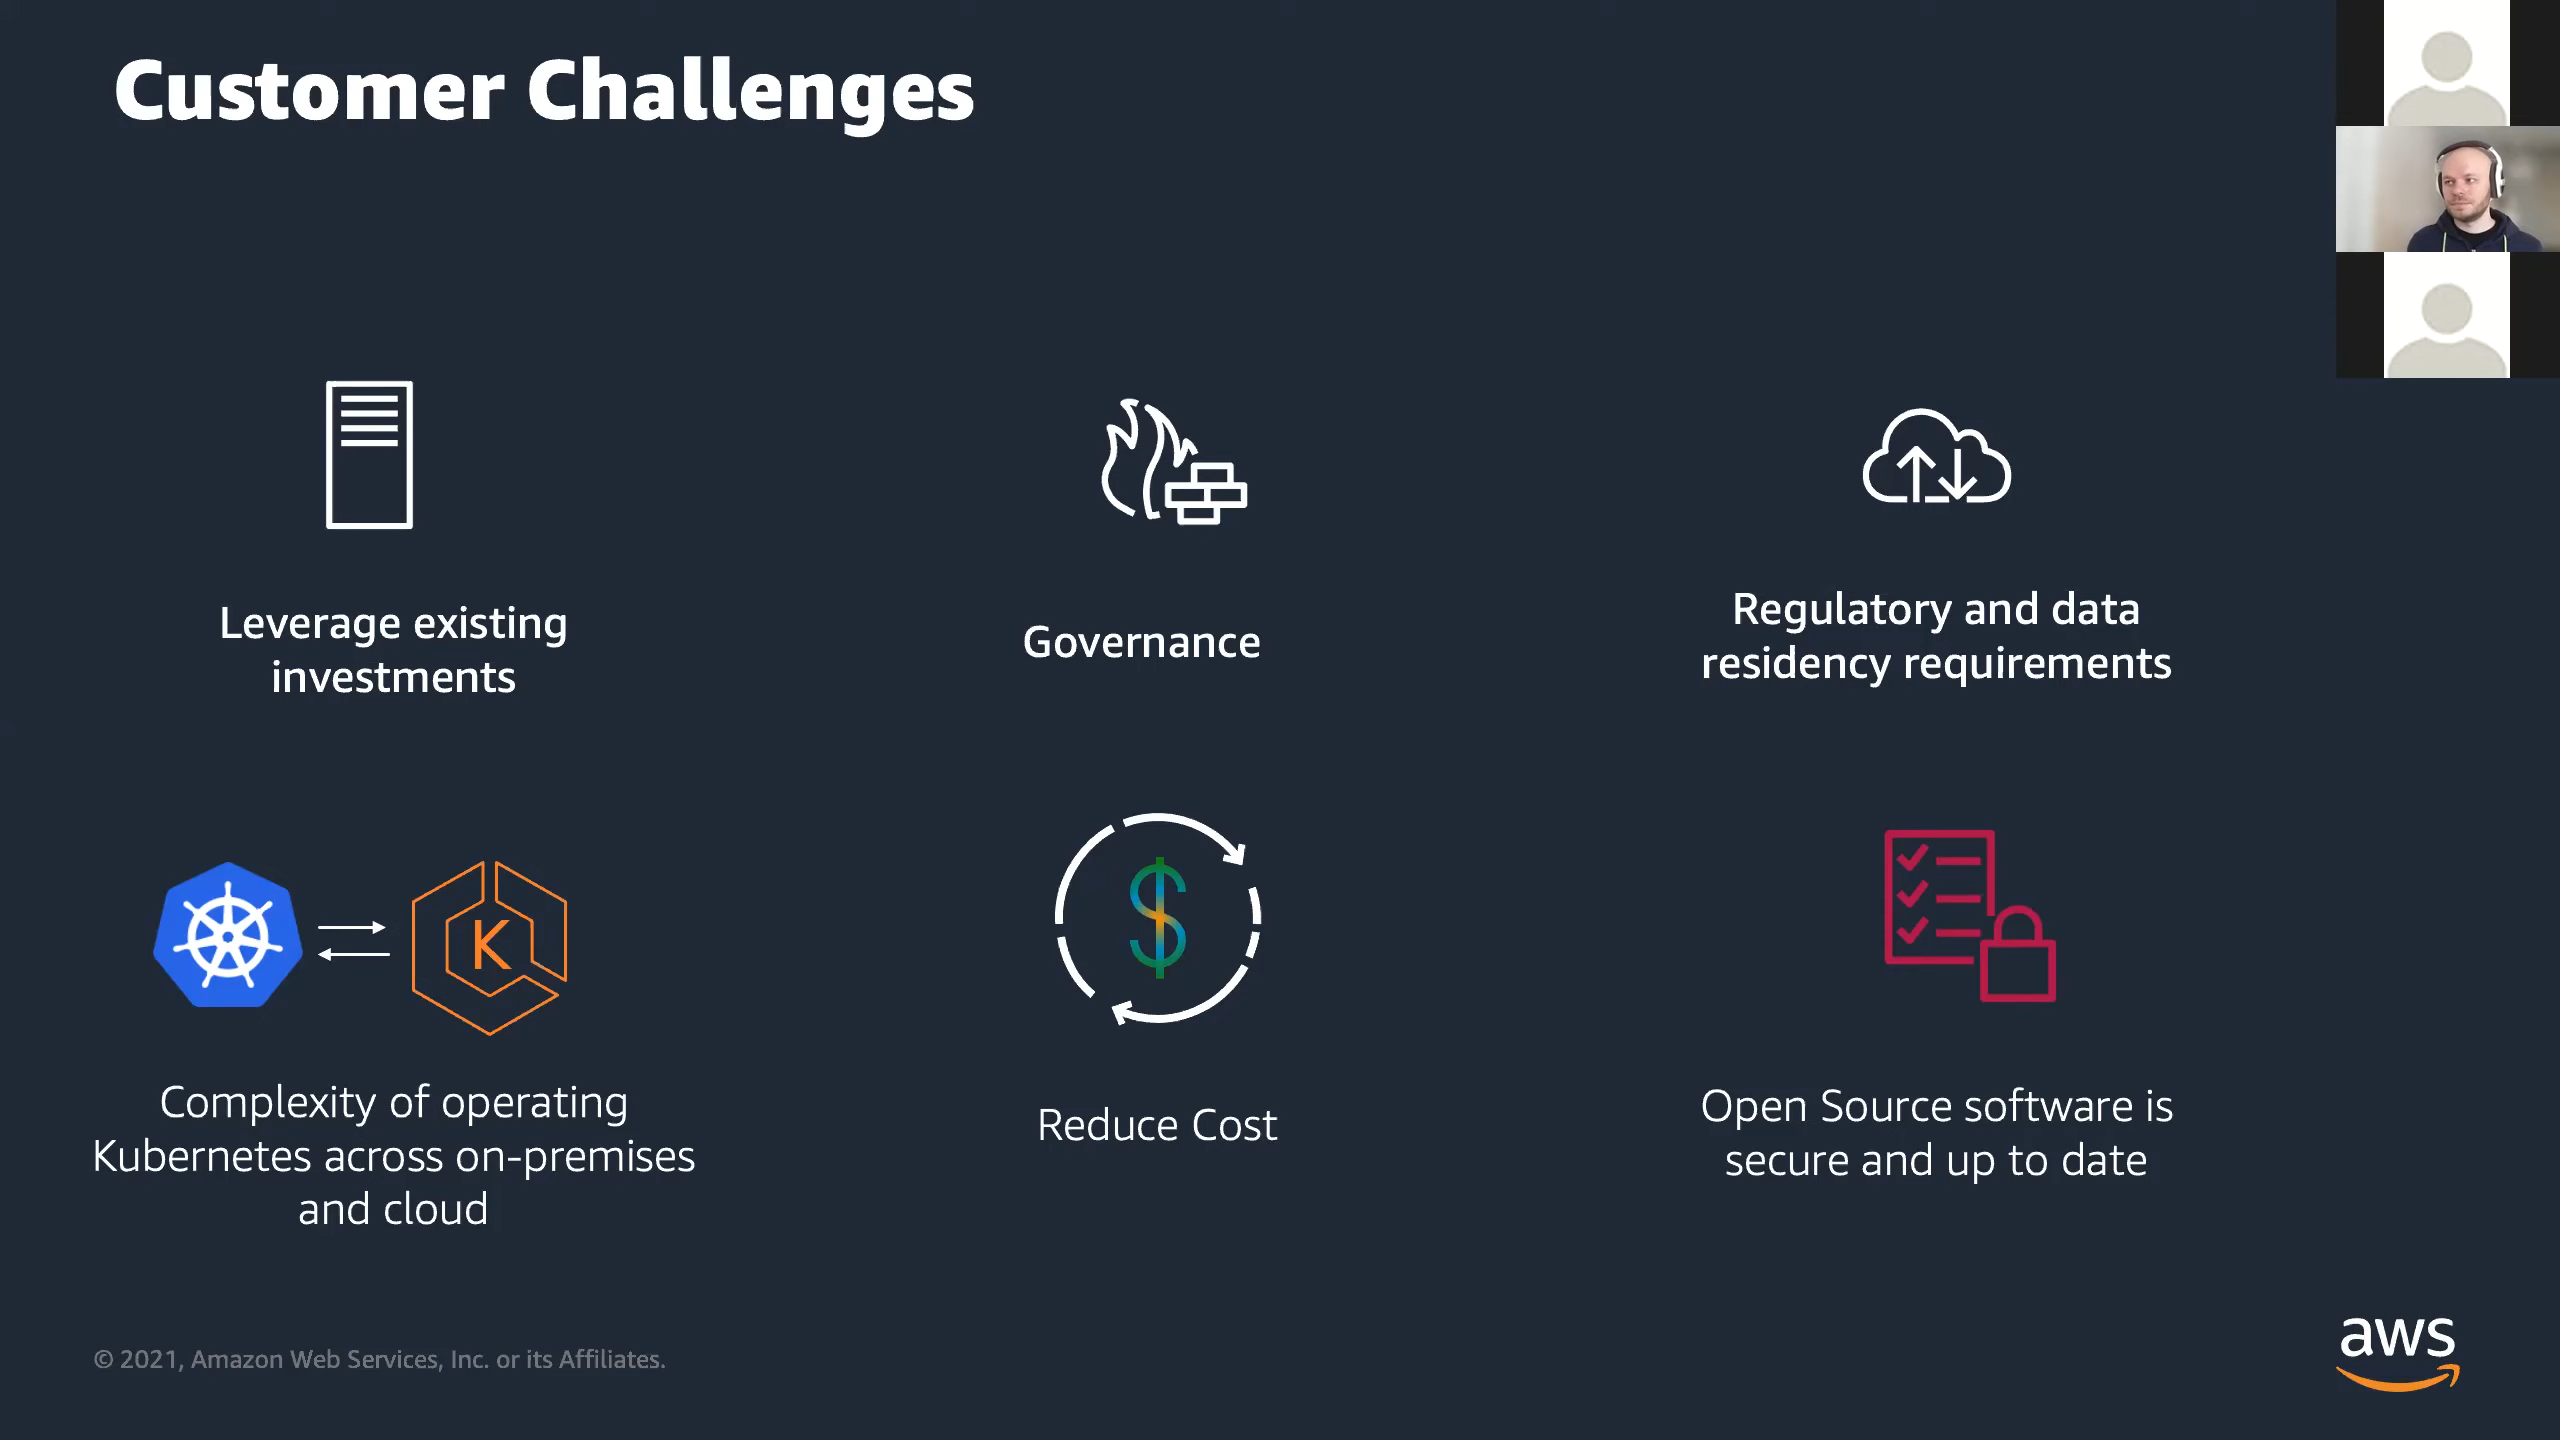 Customer Challenges
Leverage existing
investments
Governance
Regulatory and data
residency requirements
K
Complexity of operating
Kubernetes across on-premises
and cloud
$
Reduce Cost
Open Source software is
secure and up to date
© 2021, Amazon Web Services, Inc. or its Affiliates.
aws